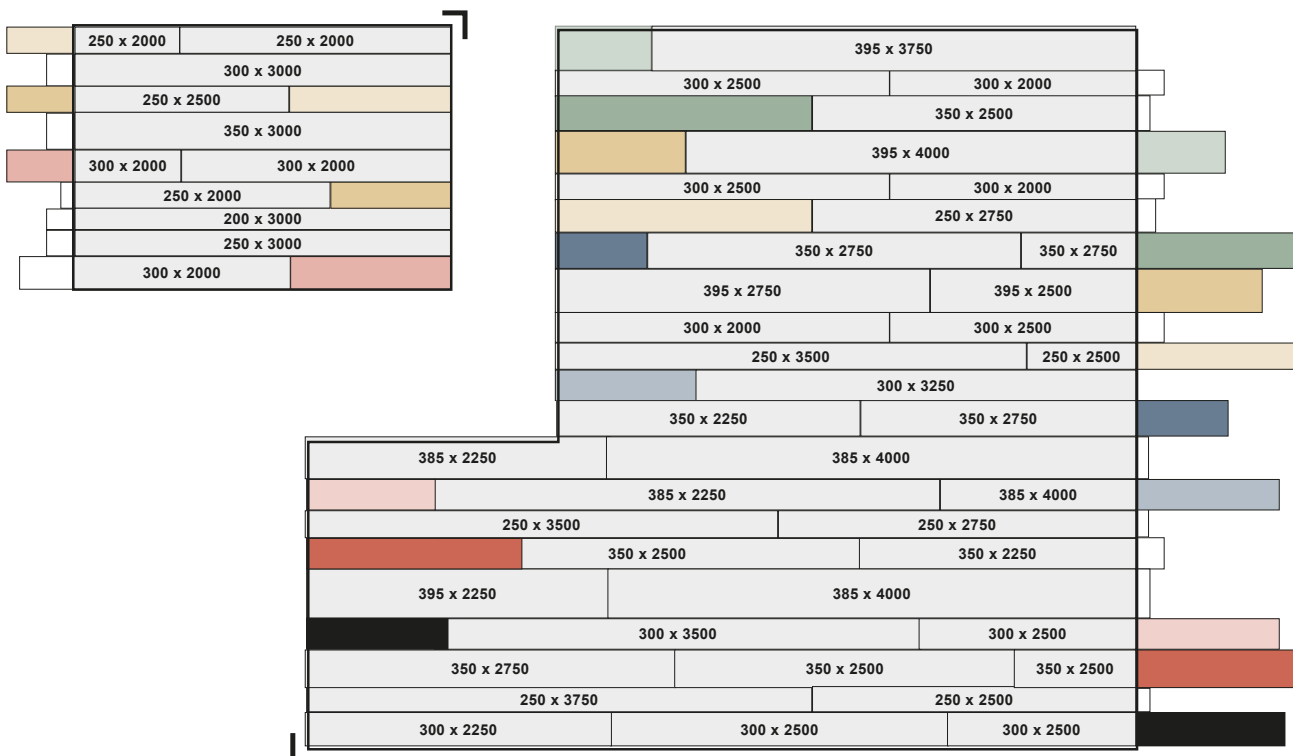 250 x 2000 250 x 2000
300 x 3000
250 x 2500
350 x 3000
300 x 2000 300 x 2000
250 x 2000
200 x 3000
250 x 3000
300 x 2000
395 x 3750
300 x 2500 300 x 2000
350 x 2500
395 x 4000
300 x 2500 300 x 2000
250 x 2750
350 x 2750 350 x 2750
395 x 2750 395 x 2500
300 x 2000 300 x 2500
250 x 3500 250 x 2500
300 x 3250
350 x 2250 350 x 2750
385 x 2250 385 x 4000
385 x 2250 385 x 4000
250 x 3500 250 x 2750
350 x 2500 350 x 2250
395 x 2250 385 x 4000
300 x 3500 300 x 2500
350 x 2750 350 x 2500 350 x 2500
250 x 3750 250 x 2500
300 x 2250 300 x 2500 300 x 2500